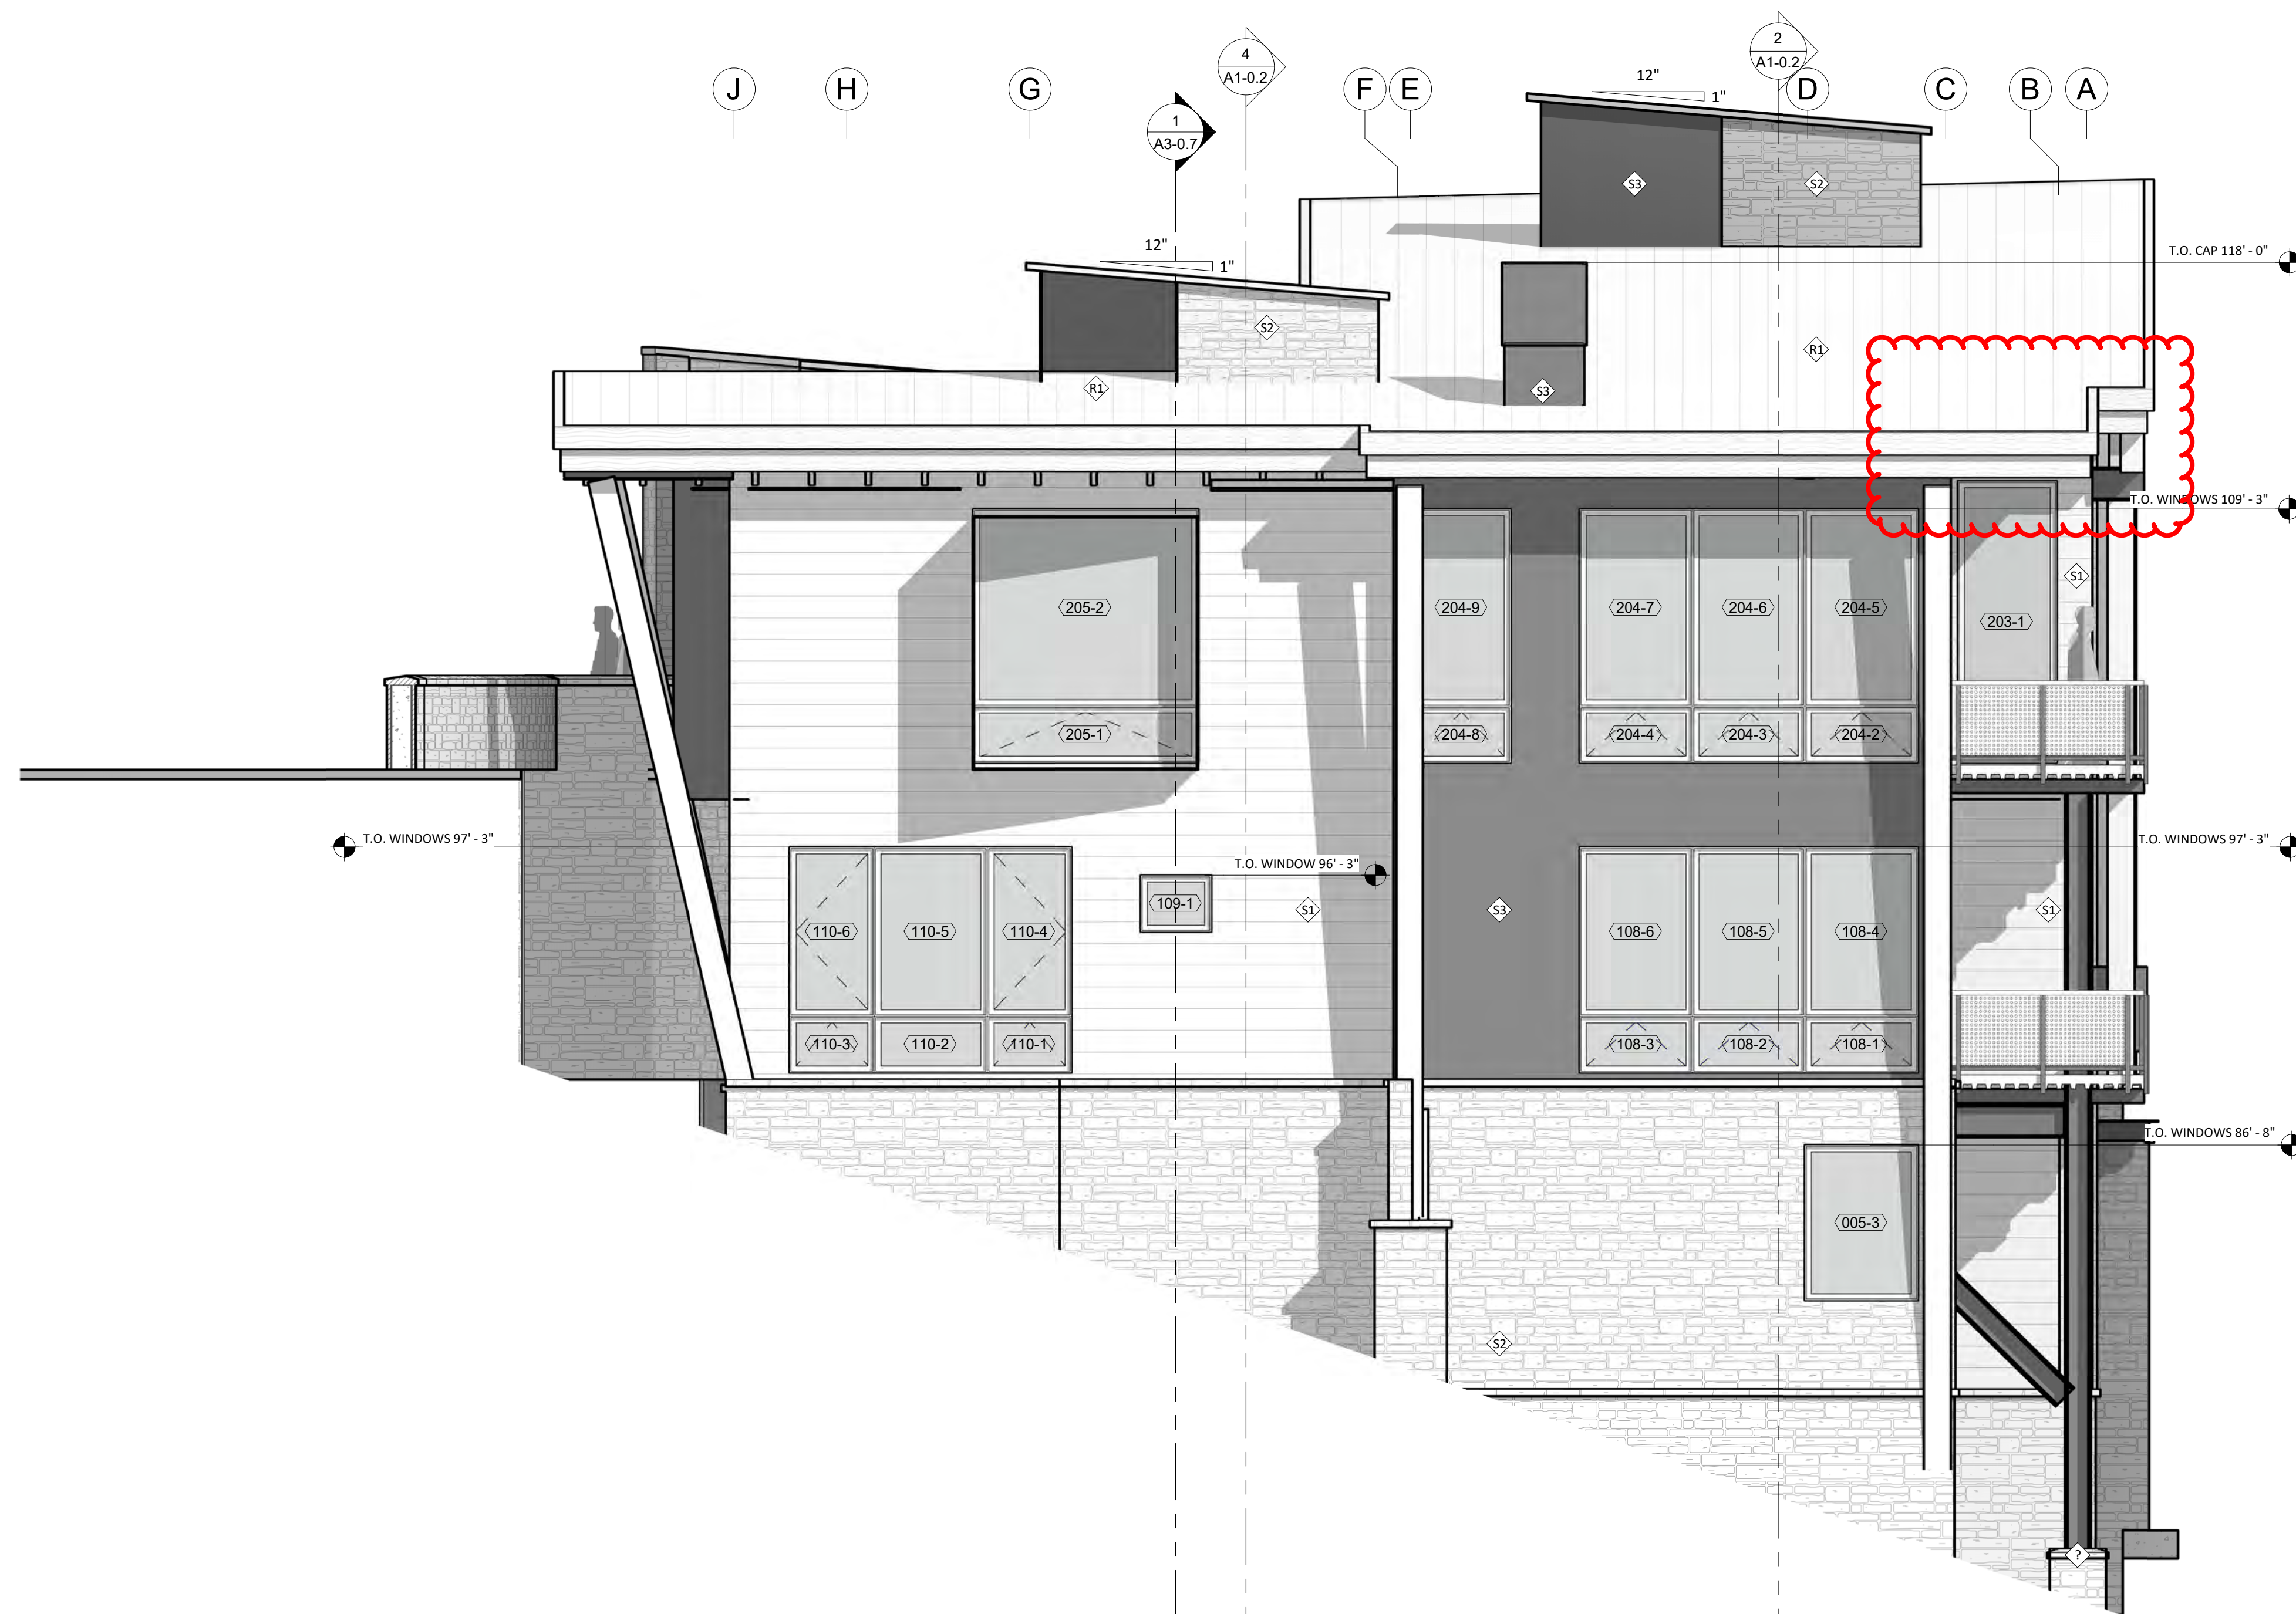 4
A1-0.2
2
A1-0.2
J
H
G
F
E
D
C
B
A
12"
1"
1
A3-0.7
S3
S2
12"
1"
T.O. CAP 118' - 0"
S2
R1
R1
S3
T.O. WINDOWS 109' - 3"
S1
205-2
204-9
204-7
204-6
204-5
203-1
205-1
204-8
204-4
204-3
204-2
T.O. WINDOWS 97' - 3"
T.O. WINDOWS 97' - 3"
T.O. WINDOW 96' - 3"
109-1
S1
S3
S1
110-6
110-5
110-4
108-6
108-5
108-4
110-3
110-2
110-1
108-3
108-2
108-1
T.O. WINDOWS 86' - 8"
005-3
S2
?